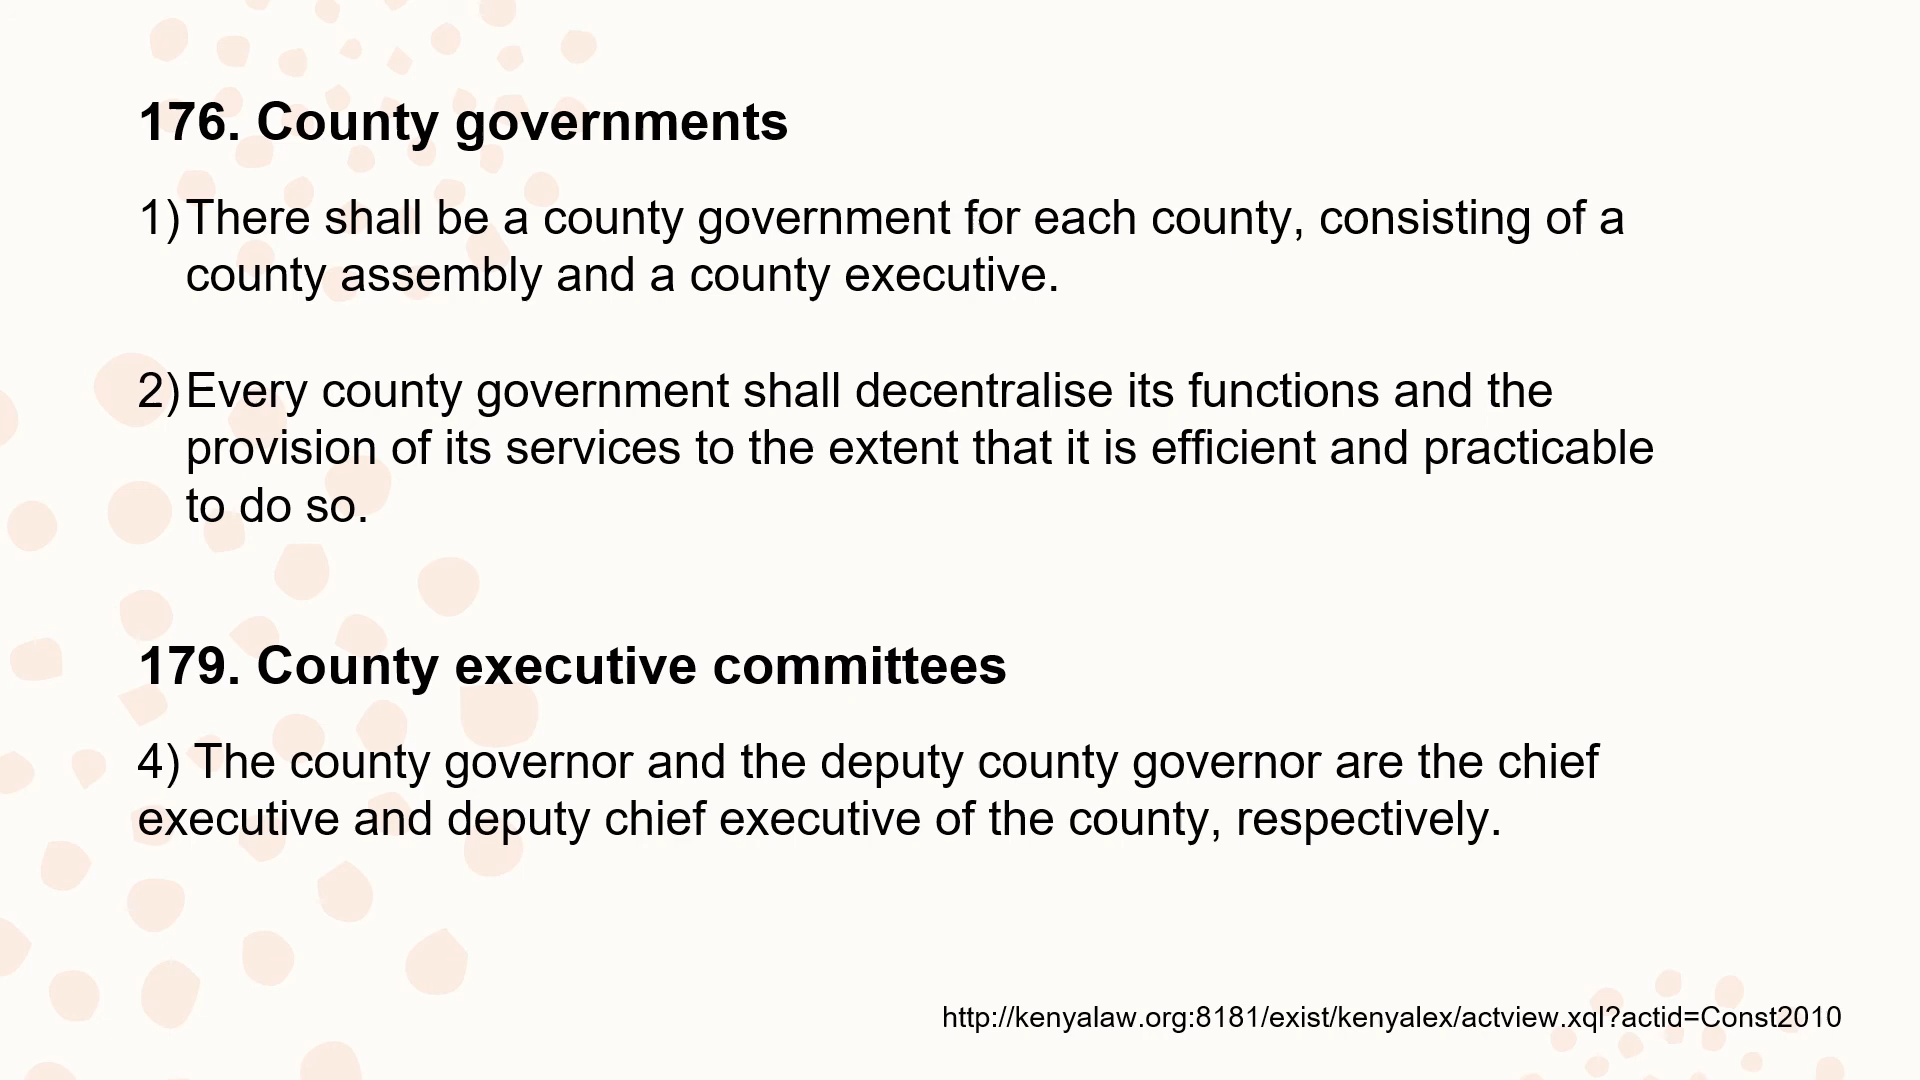 176. County governments
1) There shall be a county government for each county, consisting of a
county assembly and a county executive.
2) Every county government shall decentralise its functions and the
provision of its services to the extent that it is efficient and practicable
to do so.
179. County executive committees
4) The county governor and the deputy county governor are the chief
executive and deputy chief executive of the county, respectively.
http://kenyalaw.org:8181/exist/kenyalex/actview.xql?actid=Const2010